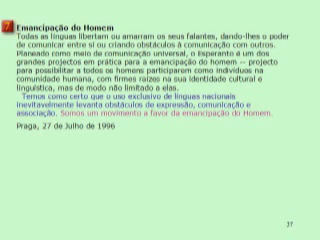 7 Emancipação do Homem
Todas as línguas libertam ou amarram os seus falantes, dando-lhes o poder
de comunicar entre si ou criando obstáculos à comunicação com outros.
Planeado como meio de comunicação universal, o Esperanto é um dos
grandes projectos em prática para a emancipação do homem -- projecto
para possibilitar a todos os homens participarem como indivíduos na
comunidade humana, com firmes raízes na sua identidade cultural e
linguística, mas de modo não limitado a elas.
Temos como certo que o uso exclusivo de línguas nacionais
inevitavelmente levanta obstáculos de expressão, comunicação e
associação. Somos um movimento a favor da emancipação do Homem.
Praga, 27 de Julho de 1996
37